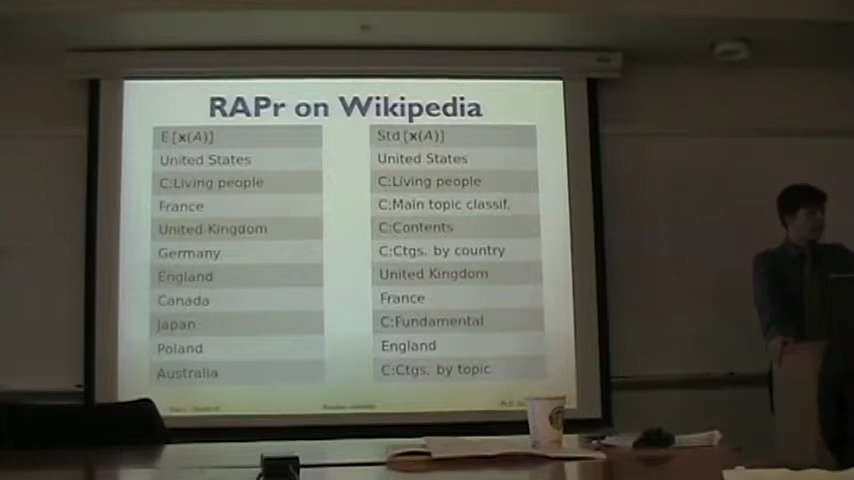 RAPr on Wikipedia
E [x(A)]
United States
C:Living people
France
United Kingdom
Germany
England
Canada
Japan
Poland
Australia
Std [x(A)]
United States
C:Living people
C:Main topic classif.
C:Contents
C:Ctgs. by country
United Kingdom
France
C:Fundamental
England
C:Ctgs. by topic